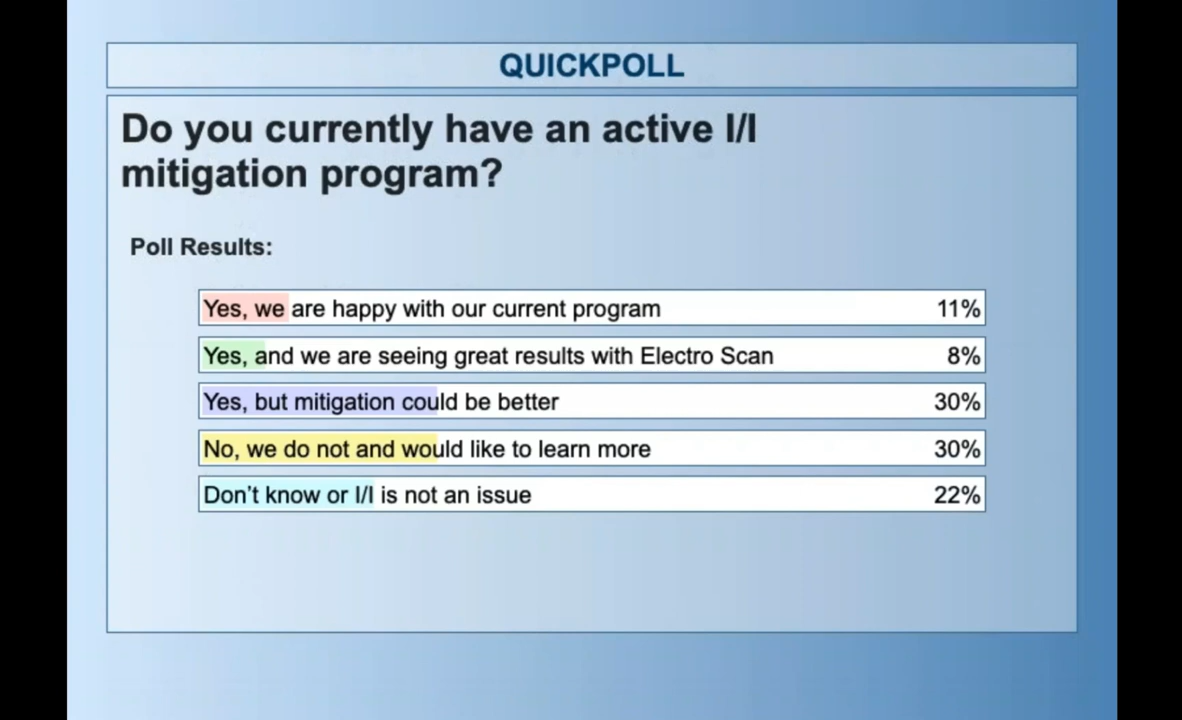 QUICKPOLL
Do you currently have an active I/I
mitigation program?
Poll Results:
Yes, we are happy with our current program 11%
Yes, and we are seeing great results with Electro Scan 8%
Yes, but mitigation could be better 30%
No, we do not and would like to learn more 30%
Don’t know or I/I is not an issue 22%